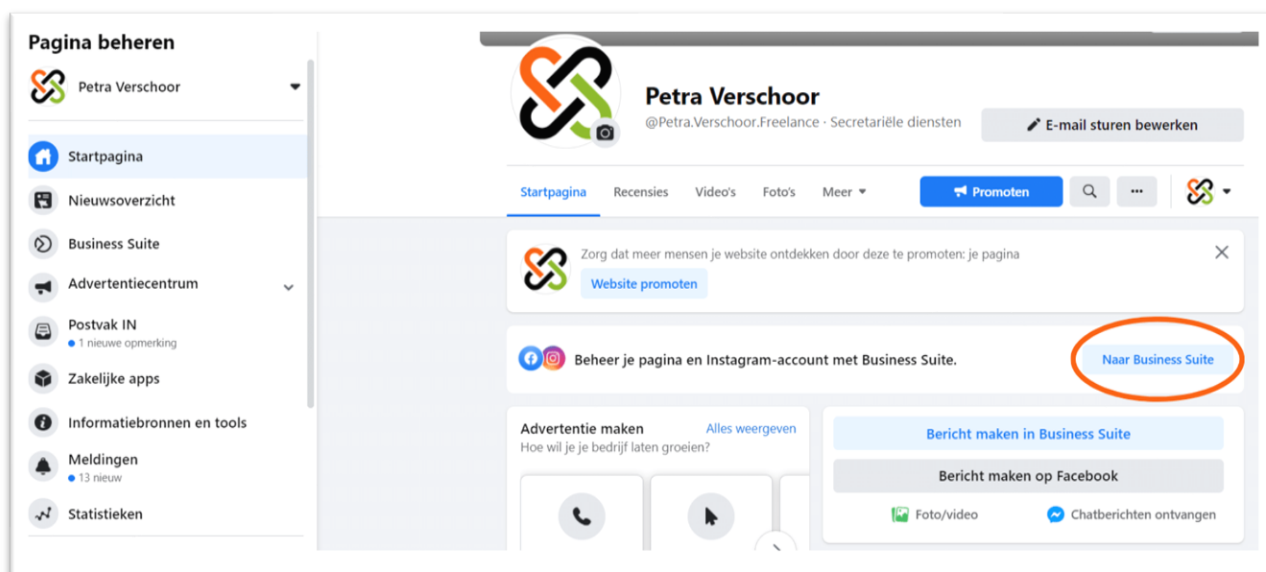 Pagina beheren
Petra Verschoor
Startpagina
Nieuwsoverzicht
Business Suite
Advertentiecentrum
Postvak IN
1 nieuwe opmerking
Zakelijke apps
Informatiebronnen en tools
Meldingen
13 nieuw
Statistieken
Petra Verschoor
@Petra.Verschoor.Freelance · Secretariële diensten
E-mail sturen bewerken
Startpagina Recensies Video's Foto's Meer Promoten
Zorg dat meer mensen je website ontdekken door deze te promoten: je pagina
Website promoten
Beheer je pagina en Instagram-account met Business Suite. Naar Business Suite
Advertentie maken Alles weergeven
Hoe wil je je bedrijf laten groeien?
Bericht maken in Business Suite
Bericht maken op Facebook
Foto/video Chatberichten ontvangen